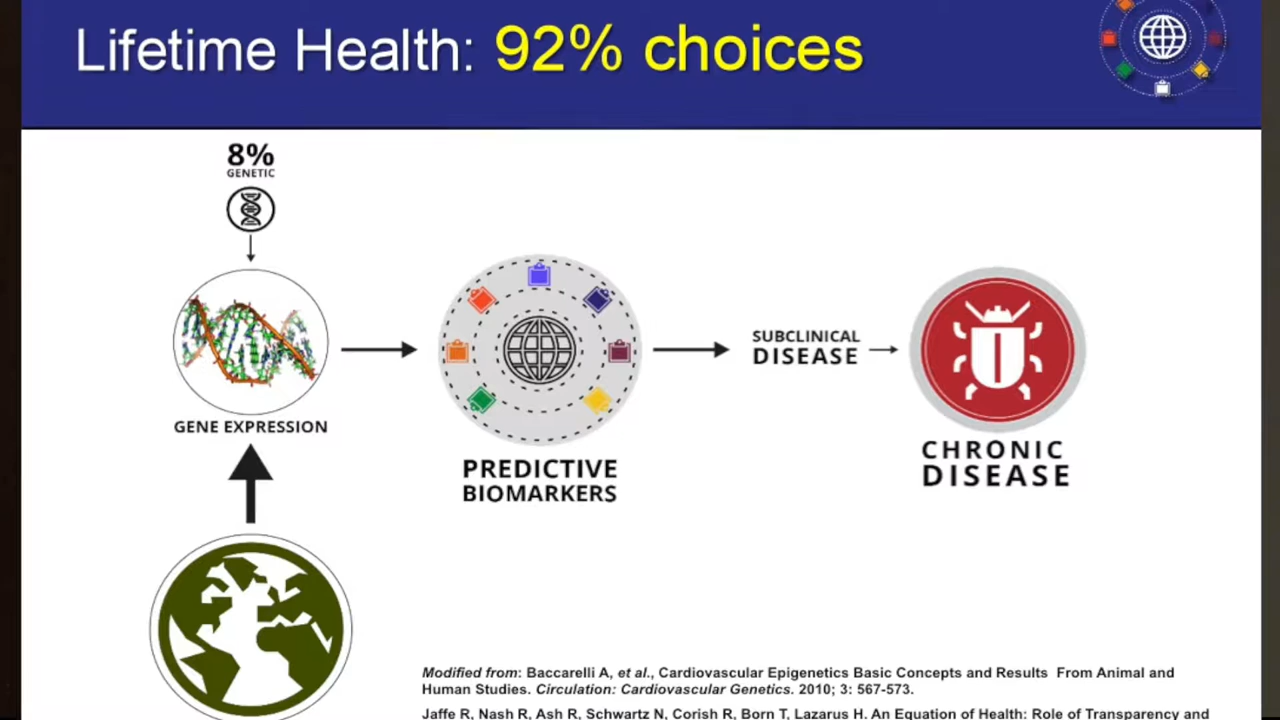 Lifetime Health: 92% choices
8%
GENETIC
GENE EXPRESSION
PREDICTIVE
BIOMARKERS
SUBCLINICAL
DISEASE
CHRONIC
DISEASE
Modified from: Baccarelli A, et al., Cardiovascular Epigenetics Basic Concepts and Results From Animal and
Human Studies. Circulation: Cardiovascular Genetics. 2010; 3: 567-573.
Jaffe R, Nash R, Ash R, Schwartz N, Corish R, Born T, Lazarus H. An Equation of Health: Role of Transparency and